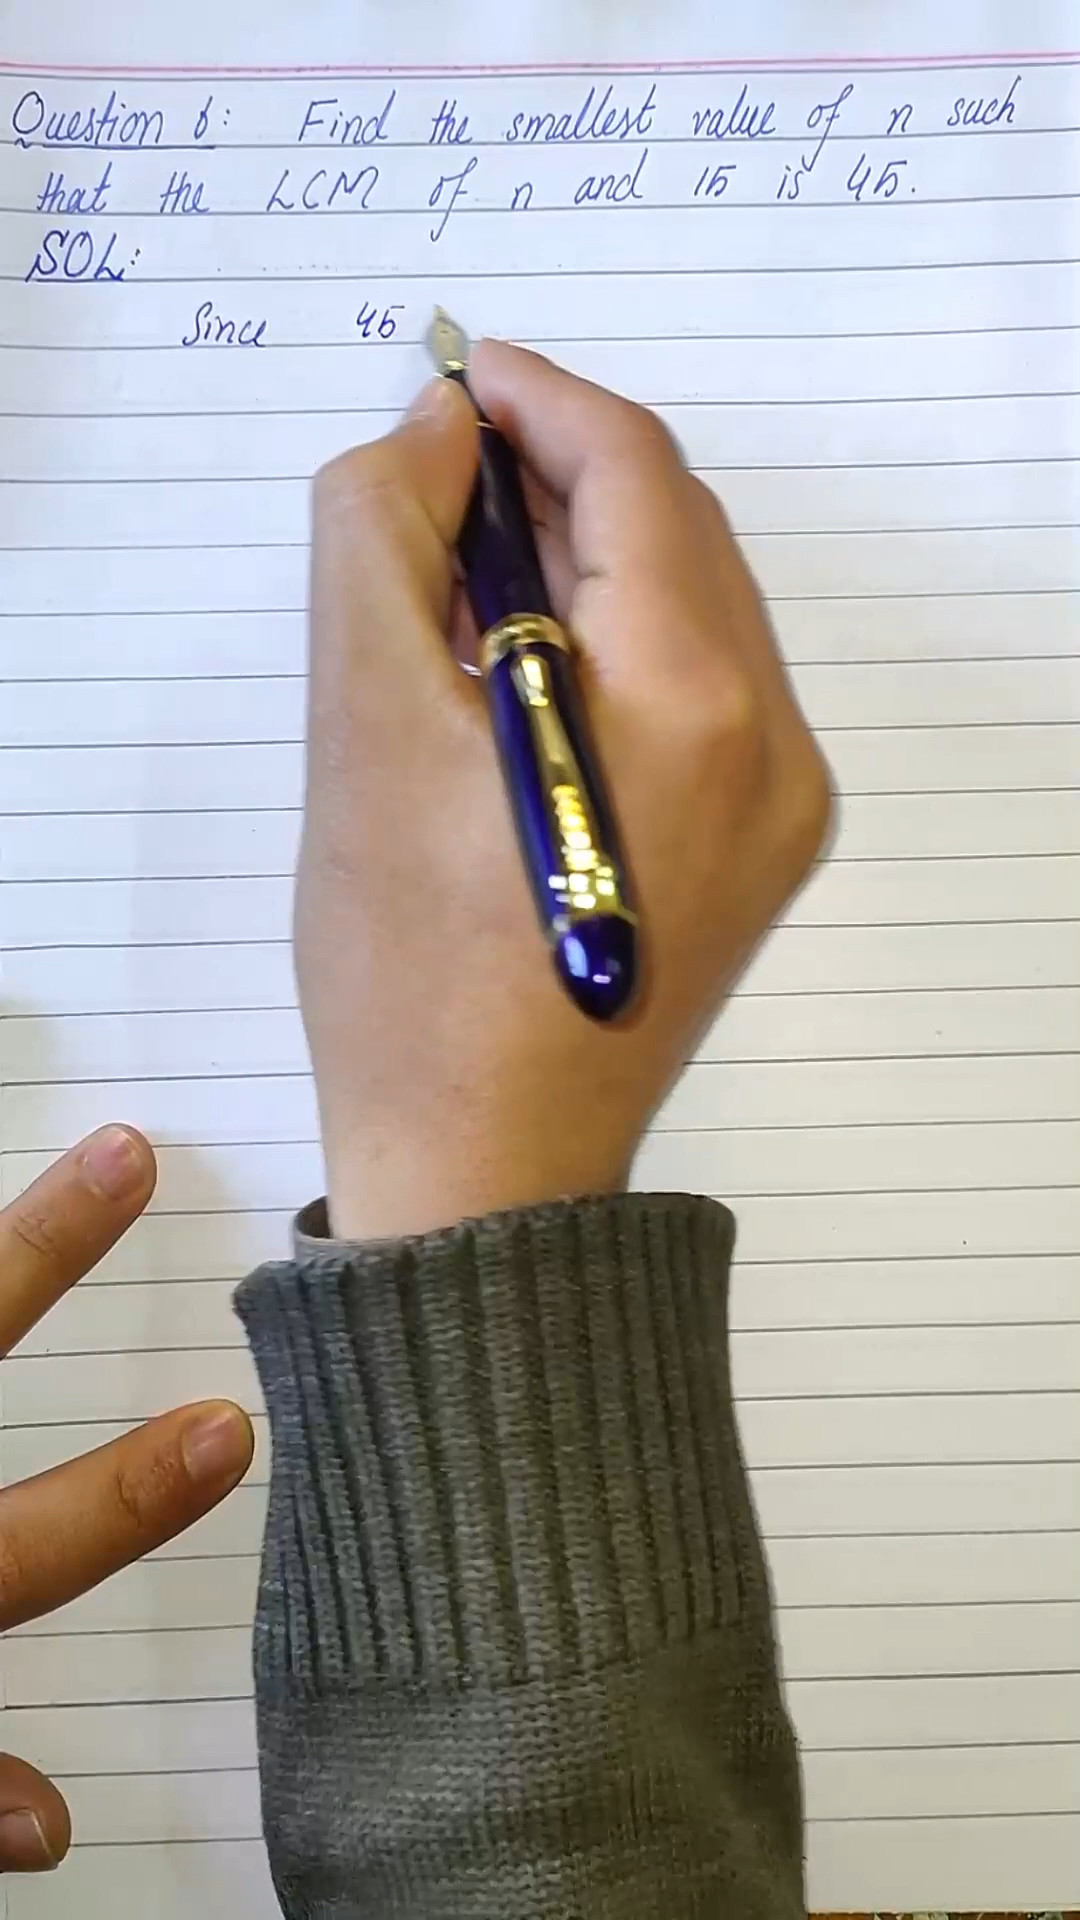 Question 6: Find the smallest value of n such
that the LCM of n and 15 is 45.
SOL:
Since 45